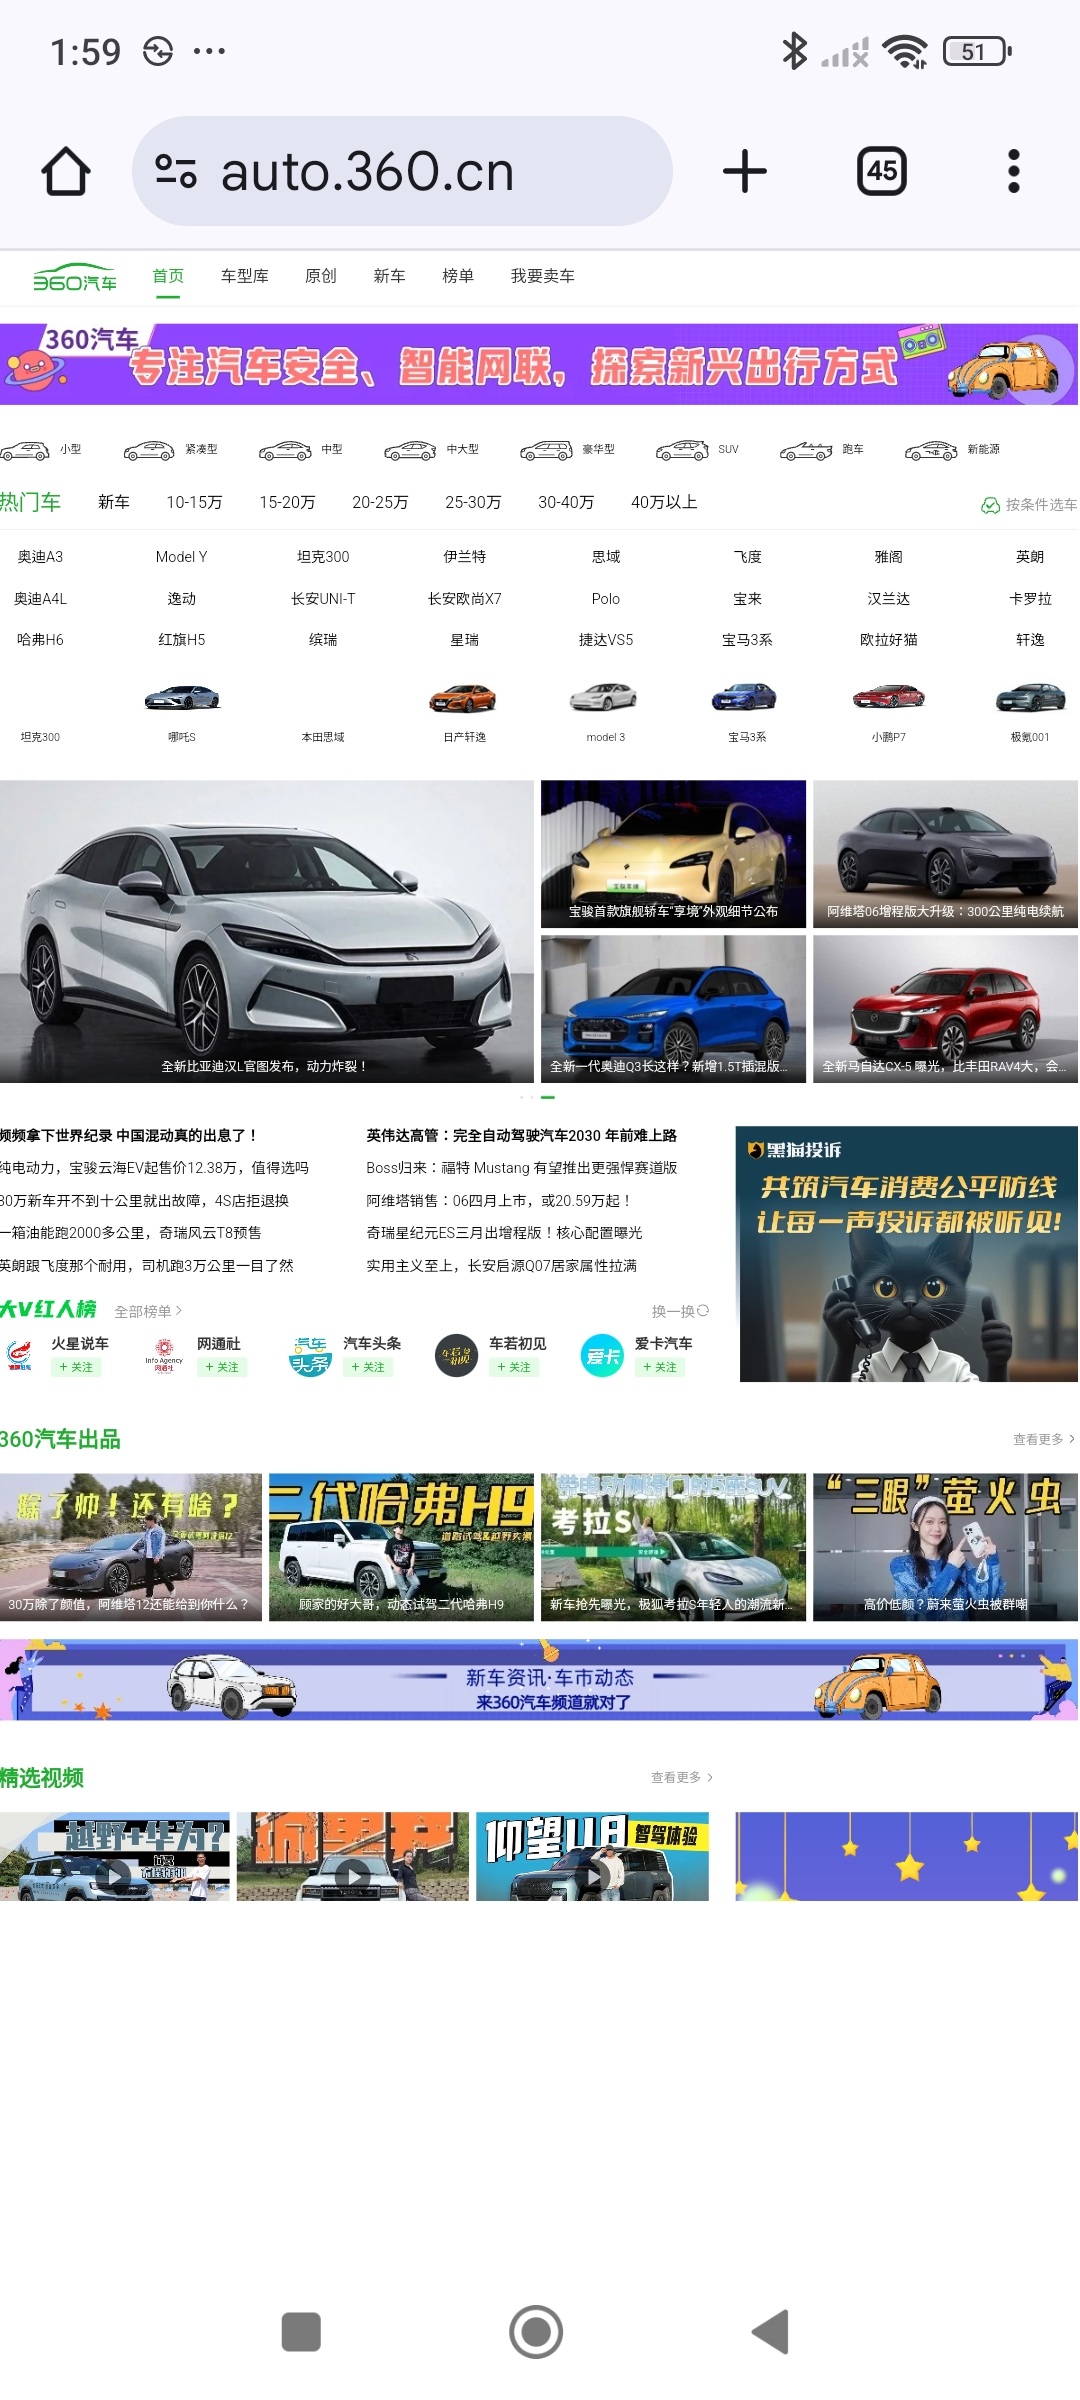 1:59
51
auto.360.cn
45
360汽车 首页 车型库 原创 新车 榜单 我要卖车
360汽车
专注汽车安全、智能网联，探索新兴出行方式
小型 紧凑型 中型 中大型 豪华型 SUV 跑车 新能源
热门车 新车 10-15万 15-20万 20-25万 25-30万 30-40万 40万以上 按条件选车
奥迪A3 Model Y 坦克300 伊兰特 思域 飞度 雅阁 英朗
奥迪A4L 逸动 长安UNI-T 长安欧尚X7 Polo 宝来 汉兰达 卡罗拉
哈弗H6 红旗H5 缤瑞 星瑞 捷达VS5 宝马3系 欧拉好猫 轩逸
坦克300 哪吒S 本田思域 日产轩逸 model 3 宝马3系 小鹏P7 极氪001
宝骏首款旗舰轿车"享境"外观细节公布
阿维塔06增程版大升级：300公里纯电续航
全新比亚迪汉L官图发布，动力炸裂！
全新一代奥迪Q3长这样？新增1.5T插混版...
全新马自达CX-5 曝光，比丰田RAV4大，会...
频频拿下世界纪录 中国混动真的出息了！
纯电动力，宝骏云海EV起售价12.38万，值得选吗
30万新车开不到十公里就出故障，4S店拒退换
一箱油能跑2000多公里，奇瑞风云T8预售
英朗跟飞度那个耐用，司机跑3万公里一目了然
英伟达高管：完全自动驾驶汽车2030 年前难上路
Boss归来：福特 Mustang 有望推出更强悍赛道版
阿维塔销售：06四月上市，或20.59万起！
奇瑞星纪元ES三月出增程版！核心配置曝光
实用主义至上，长安启源Q07居家属性拉满
黑猫投诉
共筑汽车消费公平防线
让每一声投诉都被听见!
大V红人榜 全部榜单 换一换
火星说车
+ 关注
Info Agency
网通社
网通社
+ 关注
汽车
头条
汽车头条
+ 关注
车若初见
+ 关注
爱卡
爱卡汽车
+ 关注
360汽车出品 查看更多
除了帅！还有啥？
30万除了颜值，阿维塔12还能给到你什么？
二代哈弗H9
道路试驾&越野实测
顾家的好大哥，动态试驾二代哈弗H9
带电动侧滑门的5座SUV
考拉S
新车抢先曝光，极狐考拉S年轻人的潮流新...
“三眼”萤火虫
高价低颜？蔚来萤火虫被群嘲
新车资讯·车市动态
来360汽车频道就对了
精选视频 查看更多
越野+华为?
试驾
仰望U8 智驾体验